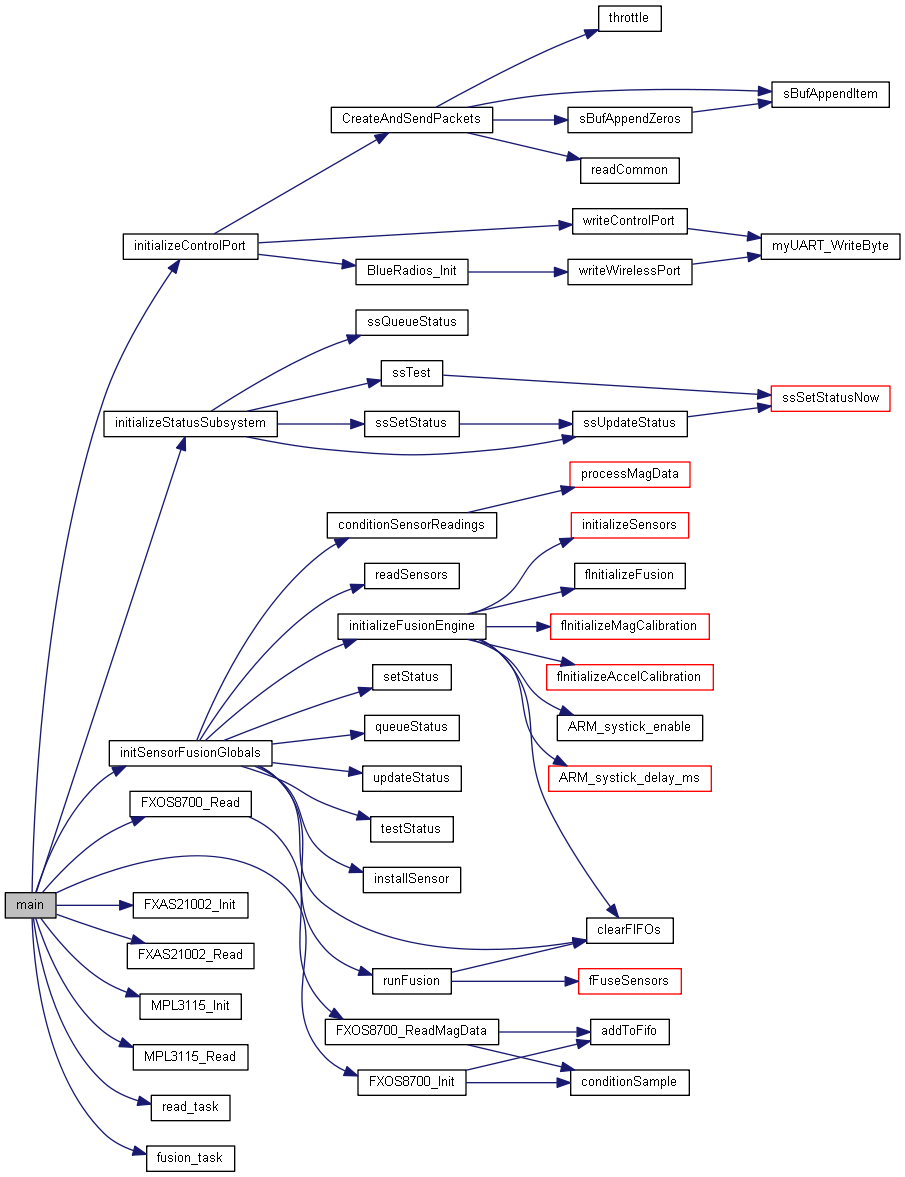 throttle
sBufAppendItem
CreateAndSendPackets
sBufAppendZeros
readCommon
writeControlPort
initializeControlPort
myUART_WriteByte
BlueRadios_Init
writeWirelessPort
ssQueueStatus
ssTest
ssSetStatusNow
initializeStatusSubsystem
ssSetStatus
ssUpdateStatus
processMagData
conditionSensorReadings
initializeSensors
readSensors
fInitializeFusion
initializeFusionEngine
fInitializeMagCalibration
setStatus
fInitializeAccelCalibration
queueStatus
ARM_systick_enable
initSensorFusionGlobals
updateStatus
ARM_systick_delay_ms
FXOS8700_Read
testStatus
installSensor
main
FXAS21002_Init
clearFIFOs
FXAS21002_Read
runFusion
fFuseSensors
MPL3115_Init
FXOS8700_ReadMagData
addToFifo
MPL3115_Read
FXOS8700_Init
conditionSample
read_task
fusion_task